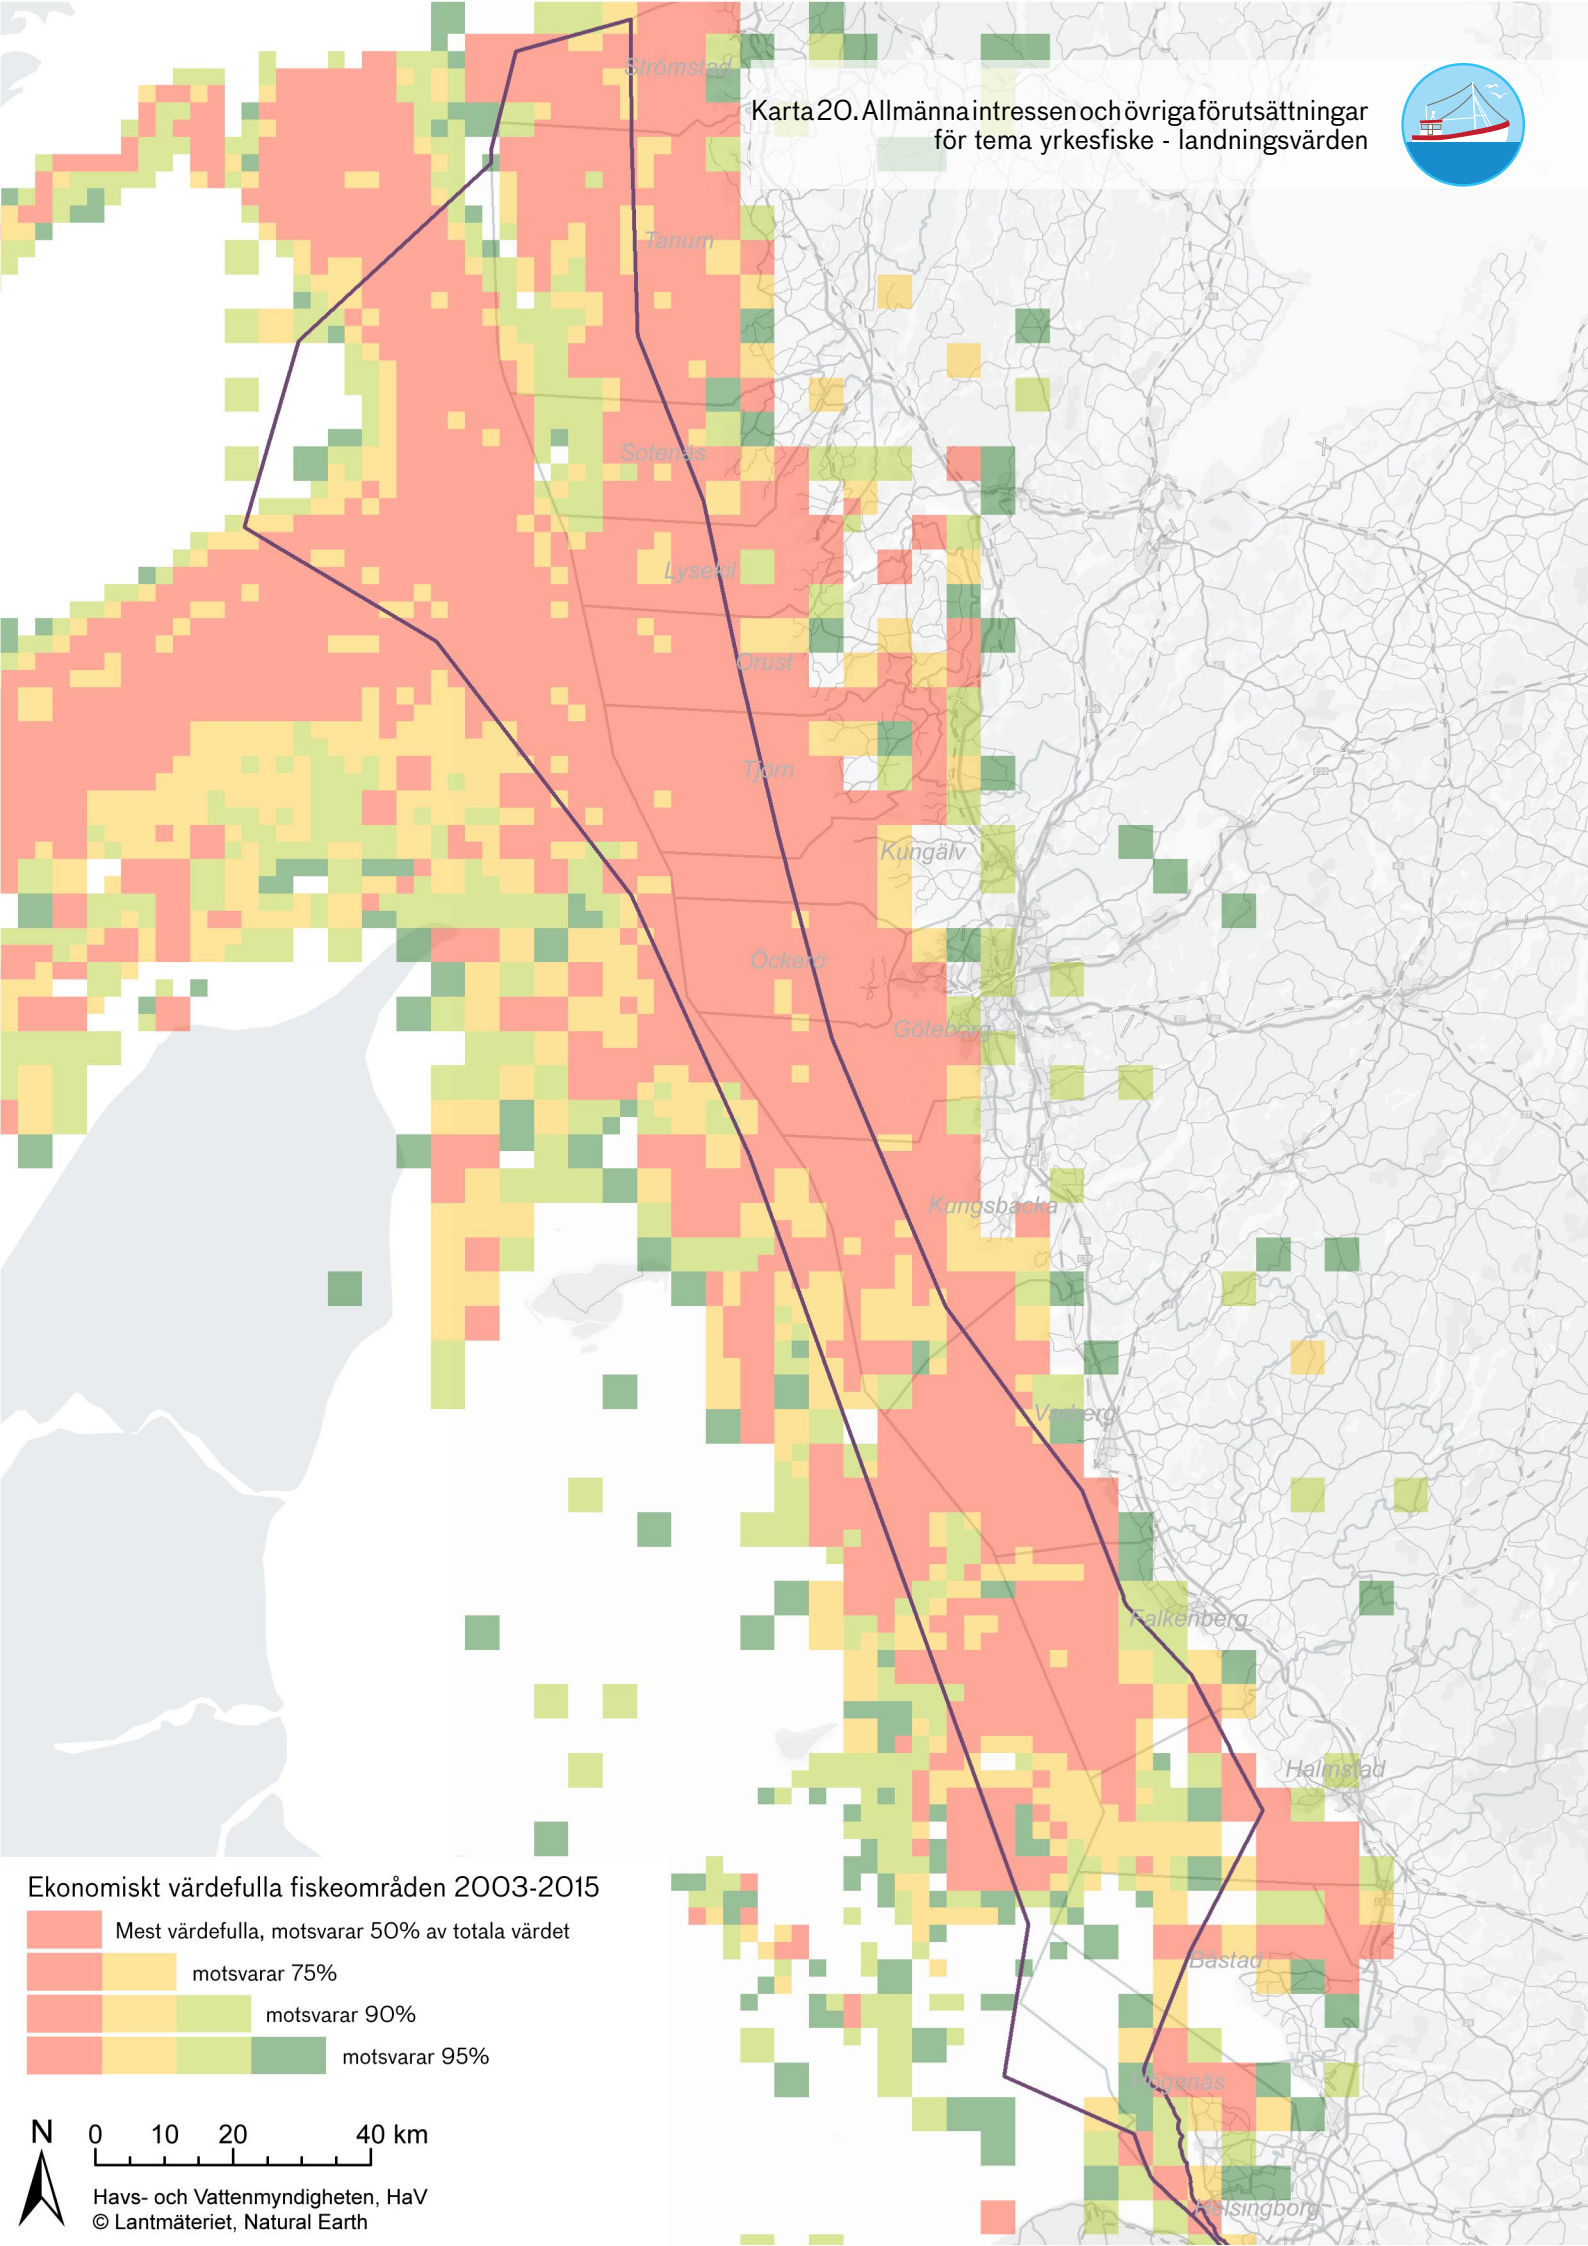 Karta 20. Allmänna intressen och övriga förutsättningar
för tema yrkesfiske - landningsvärden
Strömstad
Tanum
Sotenäs
Lysekil
Orust
Tjörn
Kungälv
Öckerö
Göteborg
Kungsbacka
Varberg
Falkenberg
Halmstad
Båstad
Höganäs
Helsingborg
Ekonomiskt värdefulla fiskeområden 2003-2015
Mest värdefulla, motsvarar 50% av totala värdet
motsvarar 75%
motsvarar 90%
motsvarar 95%
N 0 10 20 40 km
Havs- och Vattenmyndigheten, HaV
© Lantmäteriet, Natural Earth